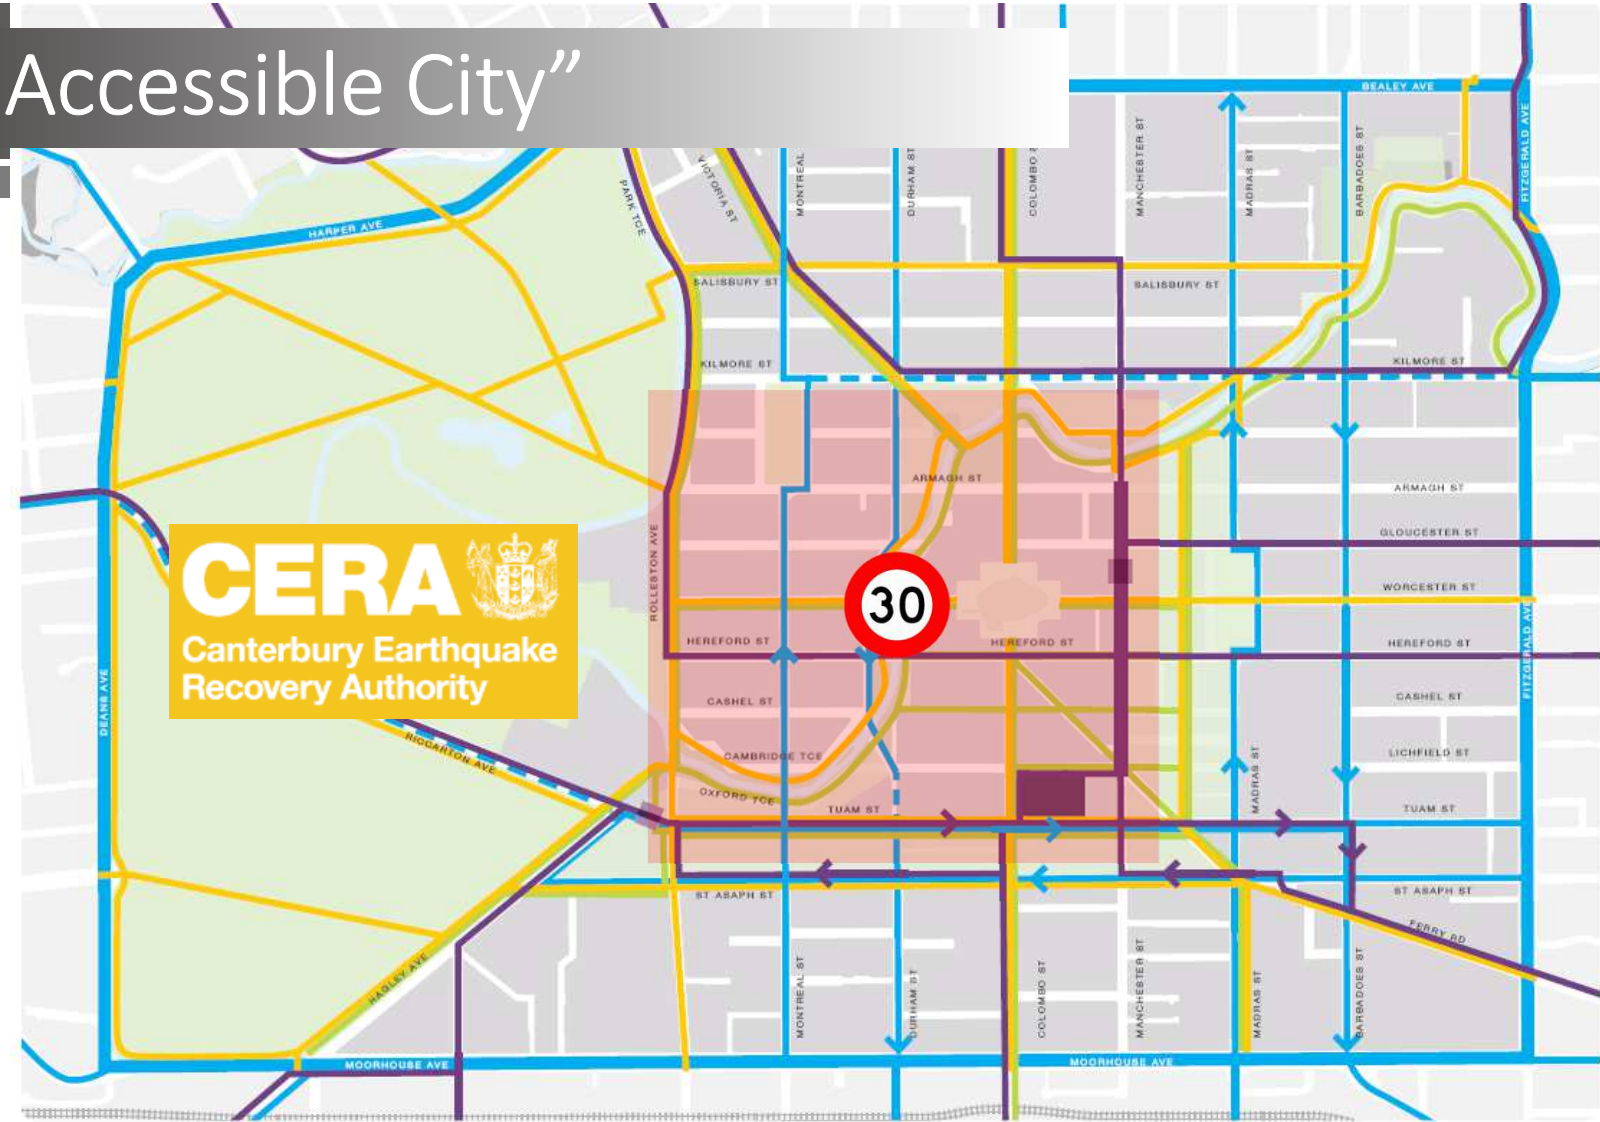 Accessible City”
BEALEY AVE
FITZGERALD AVE
HARPER AVE
PARK TCE
VICTORIA ST
MONTREAL
DURHAM ST
COLOMBO
MANCHESTER ST
MADRAS ST
BARBADOES ST
SALISBURY ST
SALISBURY ST
KILMORE ST
KILMORE ST
ARMAGH ST
ARMAGH ST
GLOUCESTER ST
ROLLESTON AVE
WORCESTER ST
30
HEREFORD ST
HEREFORD ST
HEREFORD ST
CERA
Canterbury Earthquake
Recovery Authority
FITZGERALD AVE
DEANS AVE
CASHEL ST
CASHEL ST
RICCARTON AVE
CAMBRIDGE TCE
LICHFIELD ST
OXFORD TCE
TUAM ST
TUAM ST
MADRAS ST
ST ASAPH ST
ST ASAPH ST
FERRY RD
HAGLEY AVE
MONTREAL ST
DURHAM ST
COLOMBO ST
MANCHESTER ST
MADRAS ST
BARBADOES ST
MOORHOUSE AVE
MOORHOUSE AVE